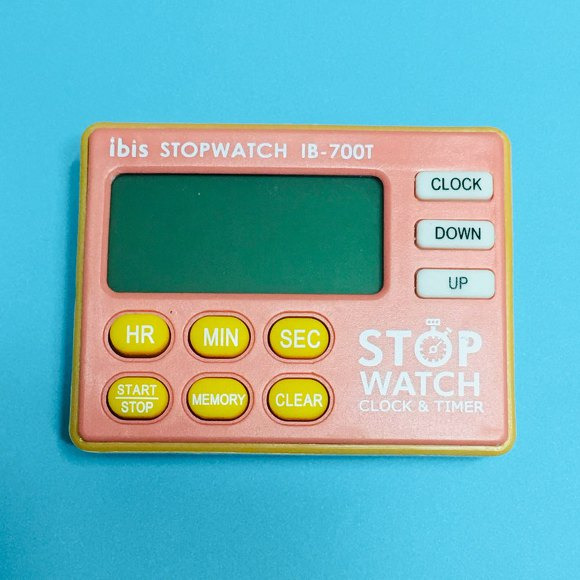 ibis STOPWATCH IB-700T
CLOCK
DOWN
UP
HR MIN SEC
START
STOP
MEMORY CLEAR
STOP
WATCH
CLOCK & TIMER